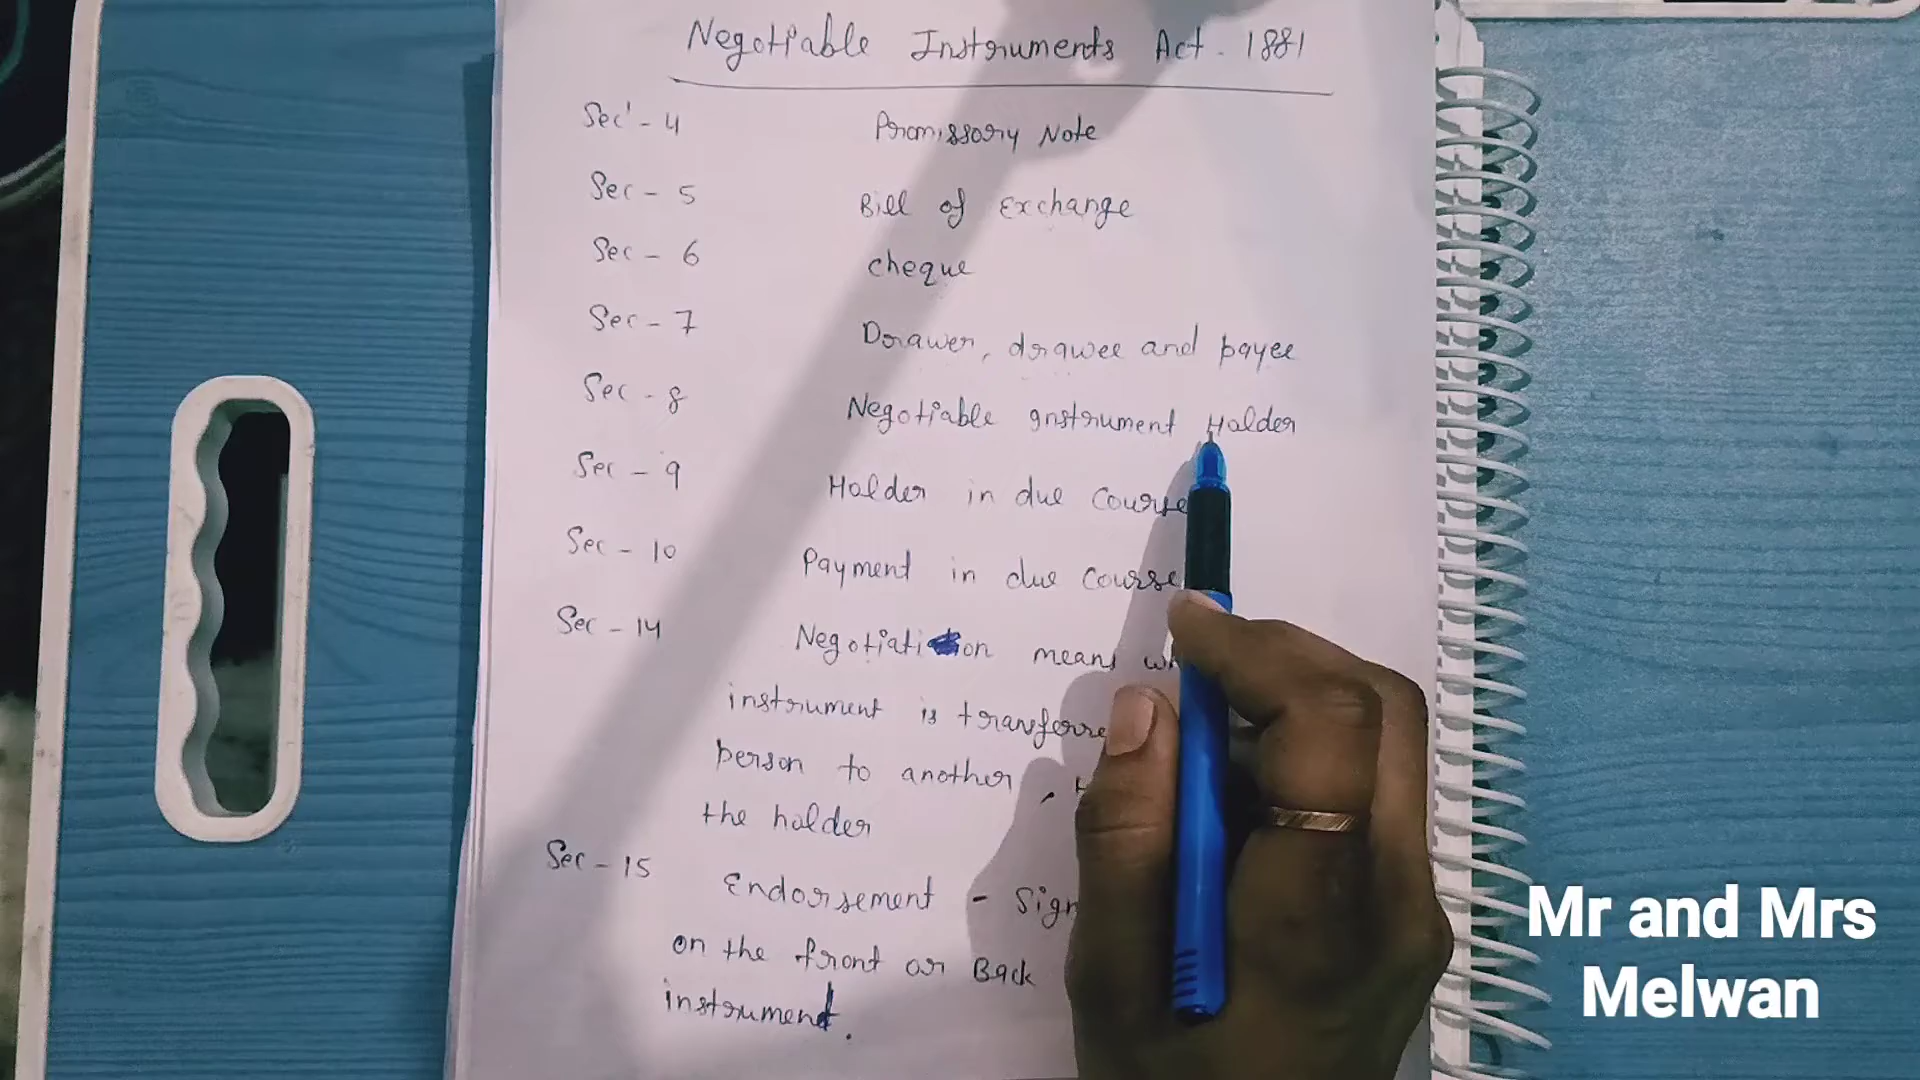 Negotiable Instruments Act. 1881
Sec' - 4 Promissory Note
Sec - 5 Bill of Exchange
Sec - 6 cheque
Sec - 7 Drawer, drawee and payee
Sec - 8 Negotiable instrument Holder
Sec - 9 Holder in due course
Sec - 10 Payment in due course
Sec - 14 Negotiation means
instrument is
person to another,
the holder
Sec - 15 Endorsement -
on the front or Back
instrument.
Mr and Mrs
Melwan